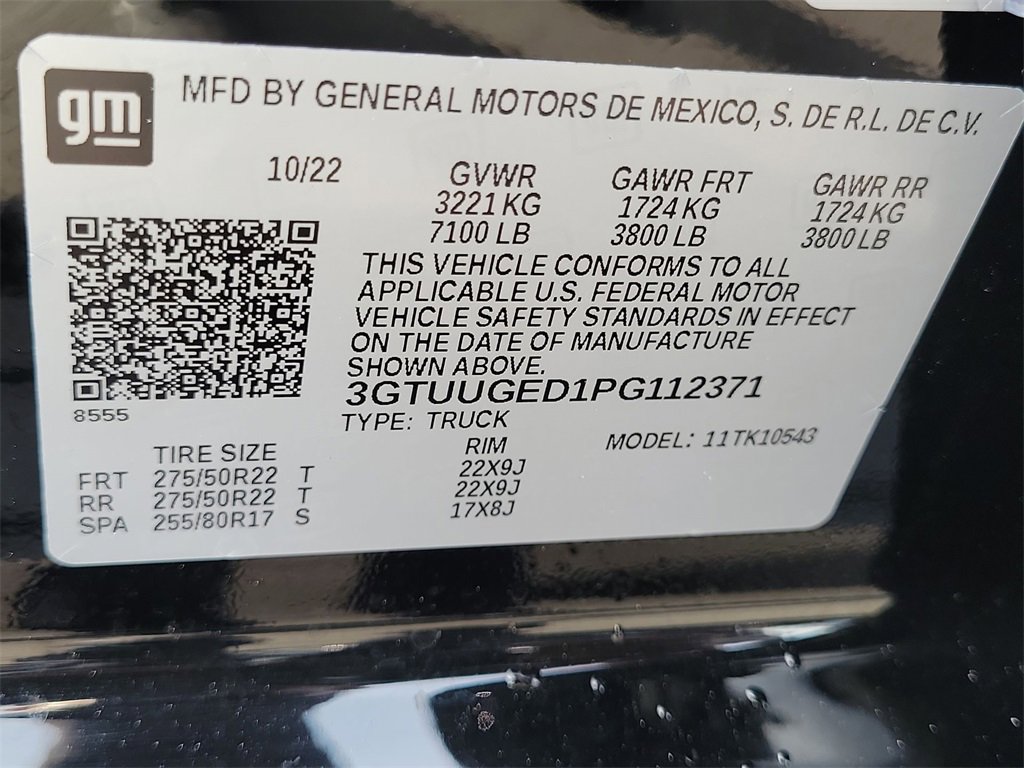 gm
MFD BY GENERAL MOTORS DE MEXICO, S. DE R.L. DE C.V.
10/22 GVWR GAWR FRT GAWR RR
3221 KG 1724 KG 1724 KG
7100 LB 3800 LB 3800 LB
THIS VEHICLE CONFORMS TO ALL
APPLICABLE U.S. FEDERAL MOTOR
VEHICLE SAFETY STANDARDS IN EFFECT
ON THE DATE OF MANUFACTURE
SHOWN ABOVE.
3GTUUGED1PG112371
8555
TYPE: TRUCK MODEL: 11TK10543
TIRE SIZE RIM
FRT 275/50R22 T 22X9J
RR 275/50R22 T 22X9J
SPA 255/80R17 S 17X8J